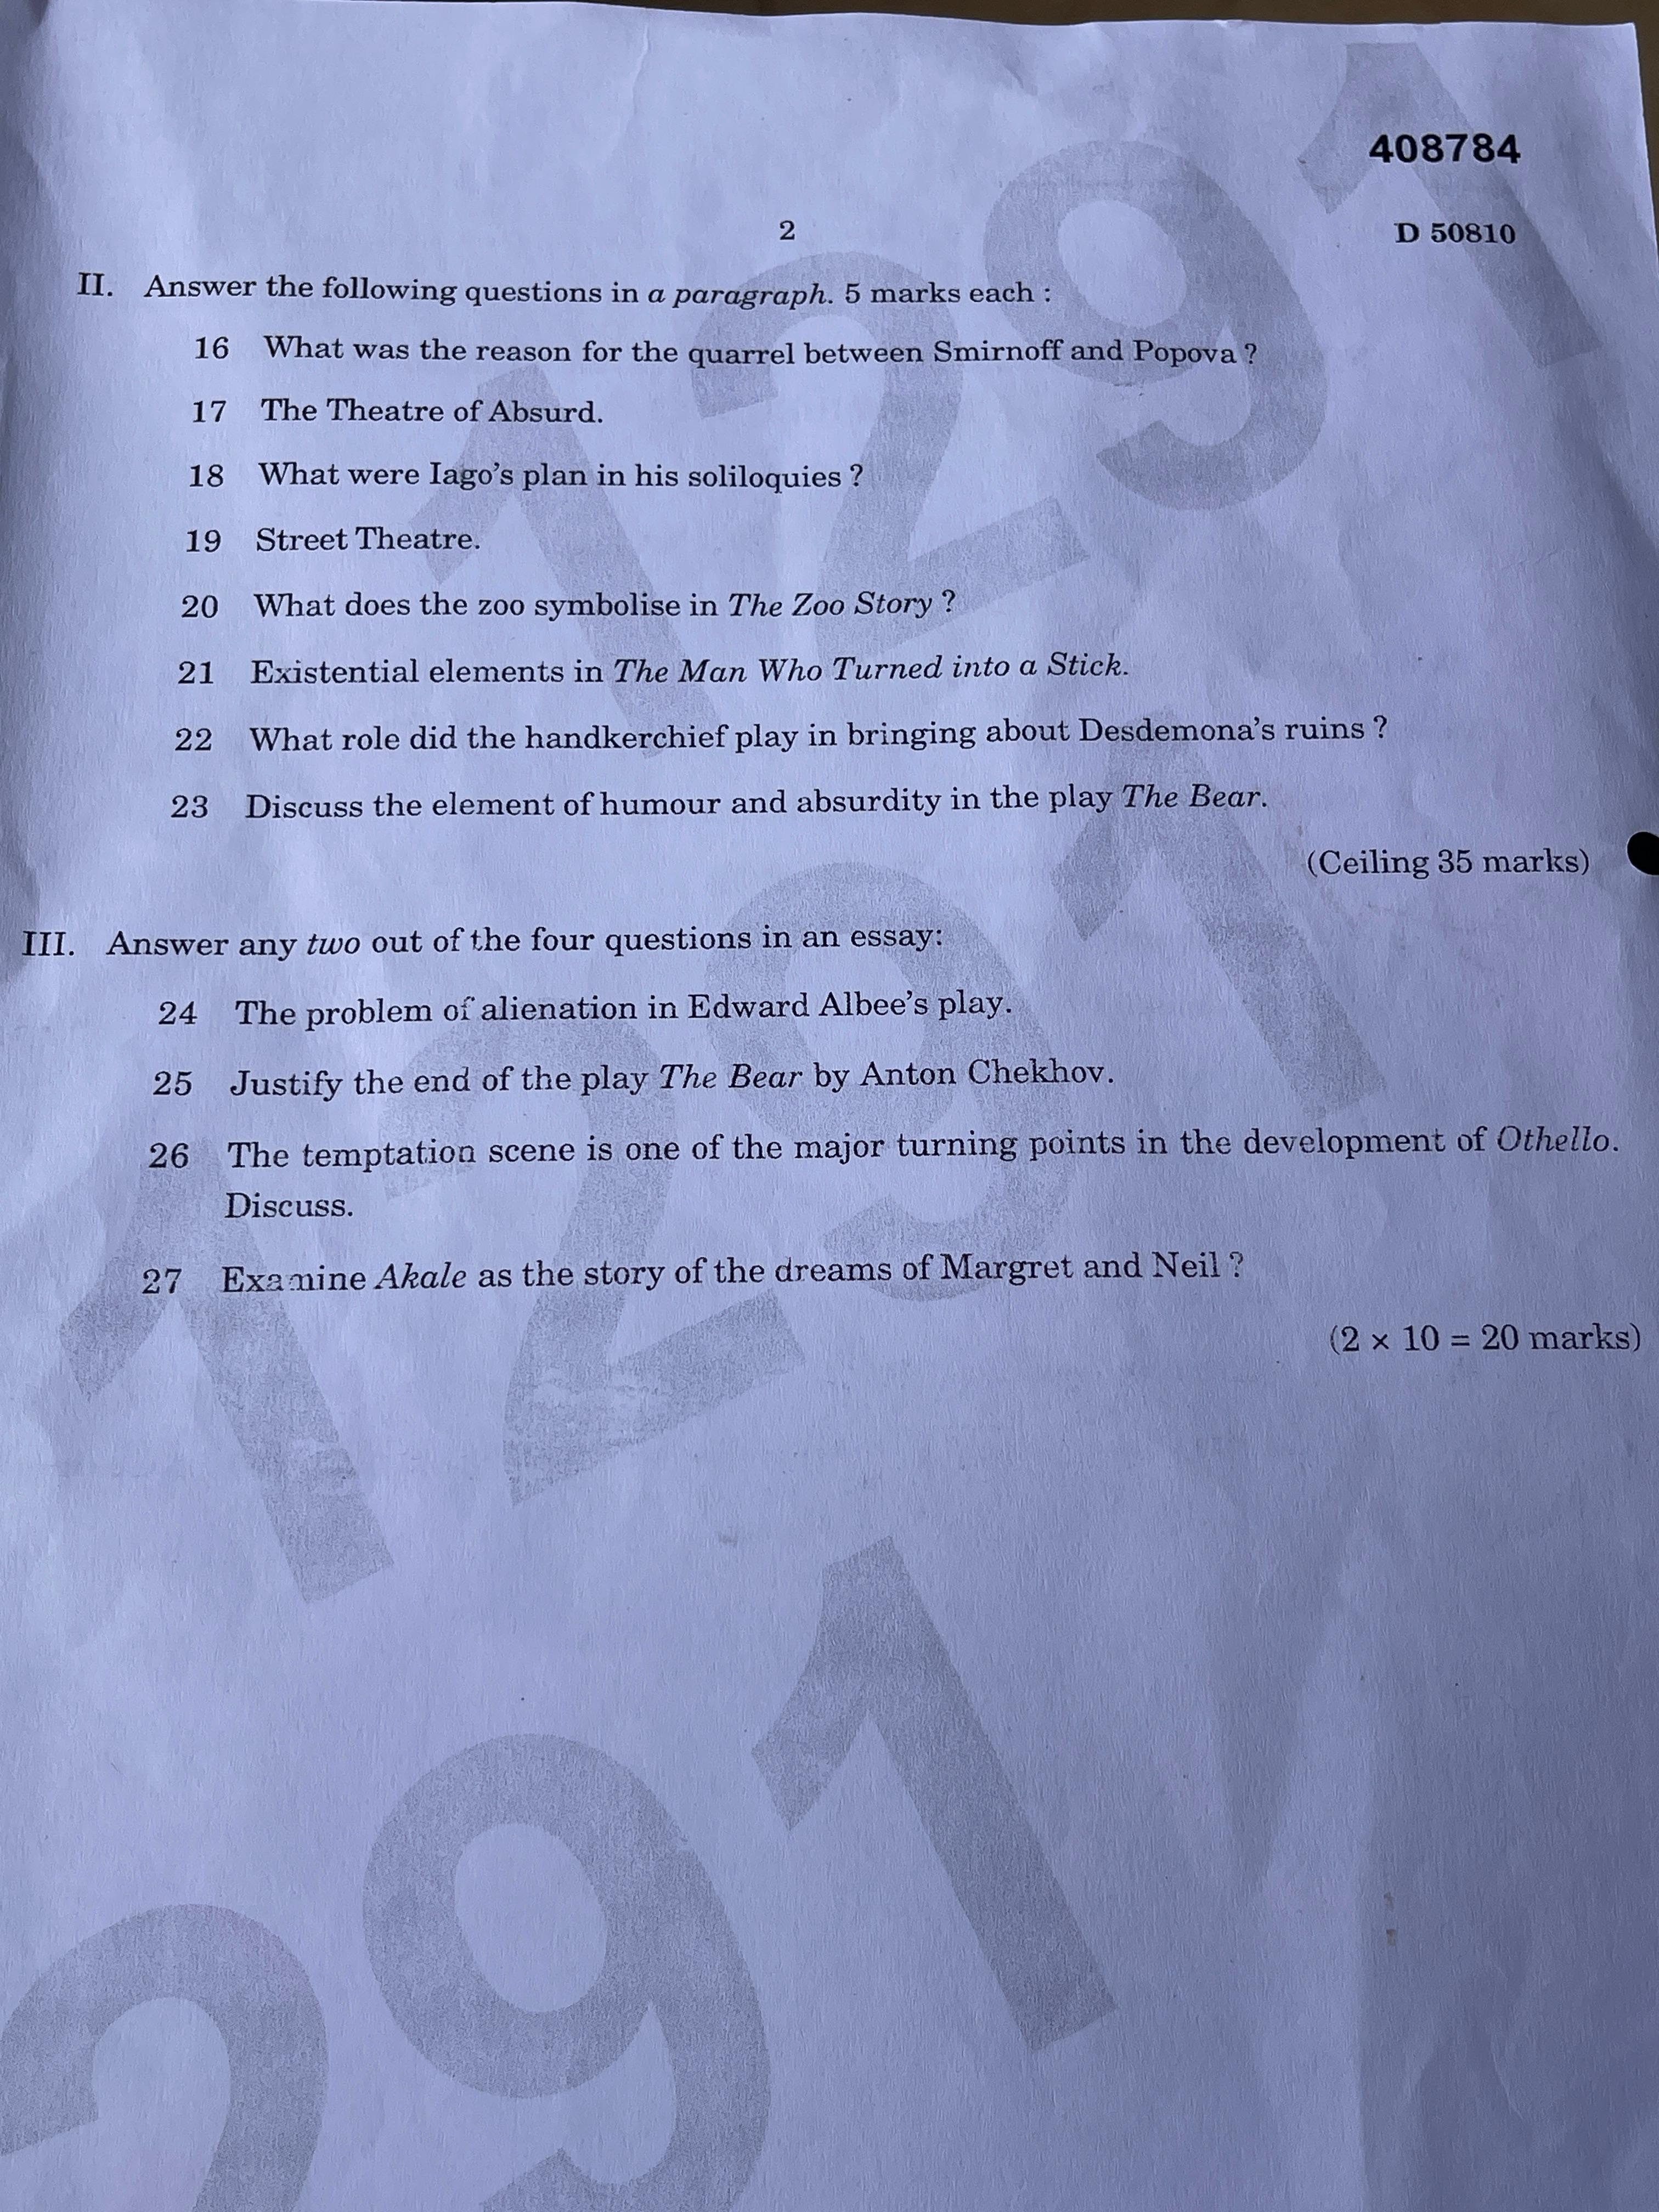 408784
2
D 50810
II. Answer the following questions in a paragraph. 5 marks each :
16 What was the reason for the quarrel between Smirnoff and Popova ?
17 The Theatre of Absurd.
18 What were Iago's plan in his soliloquies ?
19 Street Theatre.
20 What does the zoo symbolise in The Zoo Story ?
21 Existential elements in The Man Who Turned into a Stick.
22 What role did the handkerchief play in bringing about Desdemona's ruins ?
23 Discuss the element of humour and absurdity in the play The Bear.
(Ceiling 35 marks)
III. Answer any two out of the four questions in an essay:
24 The problem of alienation in Edward Albee's play.
25 Justify the end of the play The Bear by Anton Chekhov.
26 The temptation scene is one of the major turning points in the development of Othello.
Discuss.
27 Examine Akale as the story of the dreams of Margret and Neil ?
(2 × 10 = 20 marks)
1291
1291
291